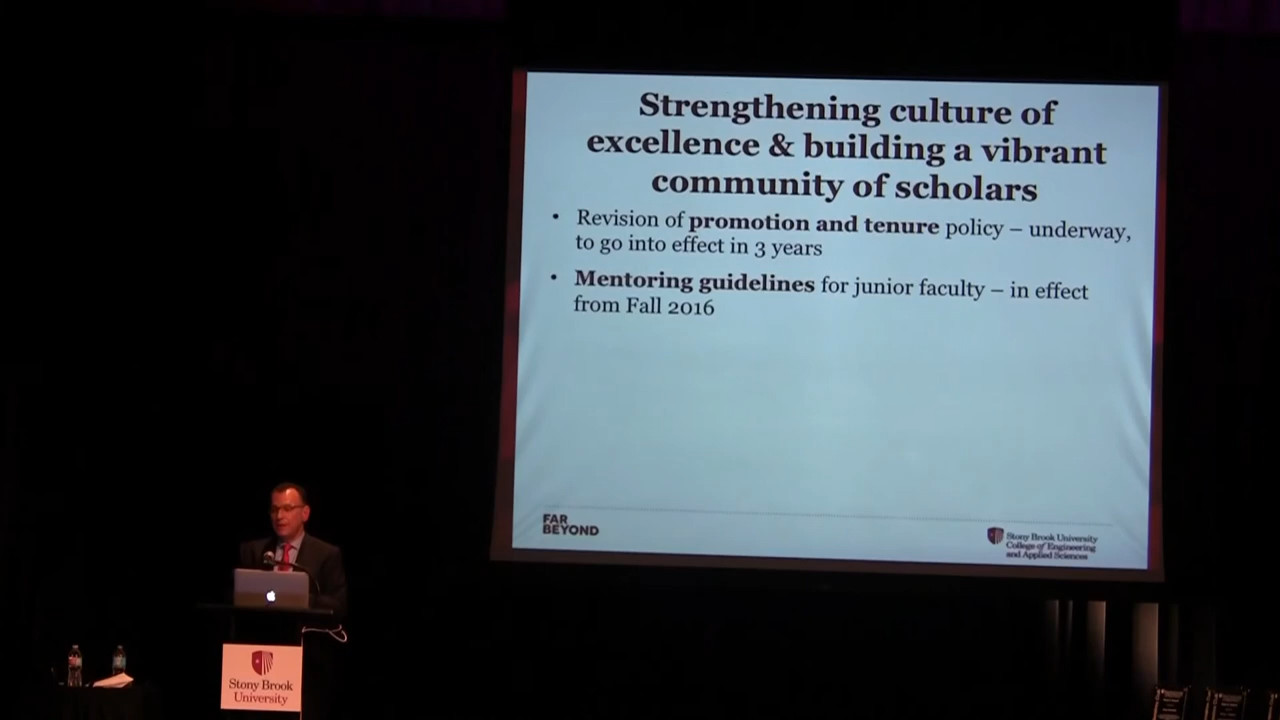 Strengthening culture of
excellence & building a vibrant
community of scholars
• Revision of promotion and tenure policy – underway,
to go into effect in 3 years
• Mentoring guidelines for junior faculty – in effect
from Fall 2016
FAR
BEYOND
Stony Brook University
College of Engineering
and Applied Sciences
Stony Brook
University